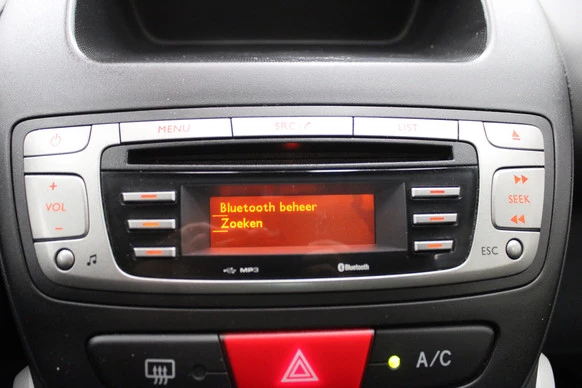 MENU
SRC
LIST
+
VOL
-
SEEK
Bluetooth beheer
Zoeken
ESC
MP3
Bluetooth
A/C